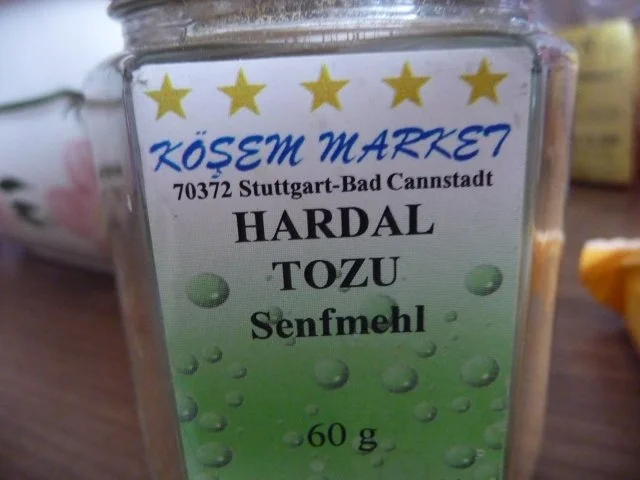 KÖŞEM MARKET
70372 Stuttgart-Bad Cannstadt
HARDAL
TOZU
Senfmehl
60 g